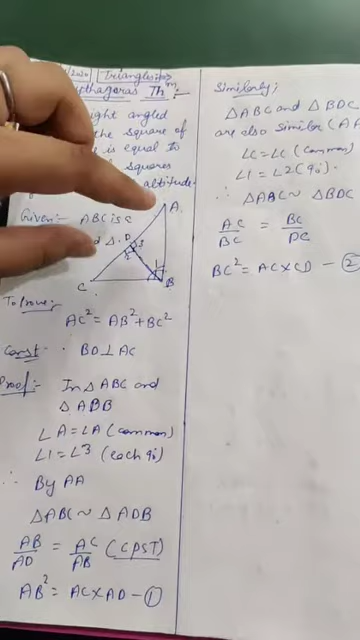 Triangles
Pythagoras Thm:-
right angled
the square of
is equal to
squares
altitude
Given:- ABC is a
Δ.
A
D
C
B
To Prove:
AC² = AB² + BC²
Const. BD⊥AC
Proof:- In ΔABC and
ΔADB
∠A = ∠A (common)
∠1 = ∠3 (each 90)
∴ By AA
ΔABC ~ ΔADB
AB/AD = AC/AB (CPST)
AB² = AC×AD - ①
Similarly;
ΔABC and ΔBDC
are also Similar (AA
∠C = ∠C (common)
∠1 = ∠2 (90).
∴ ΔABC ~ ΔBDC
AC/BC = BC/DC
BC² = AC×CD - ②